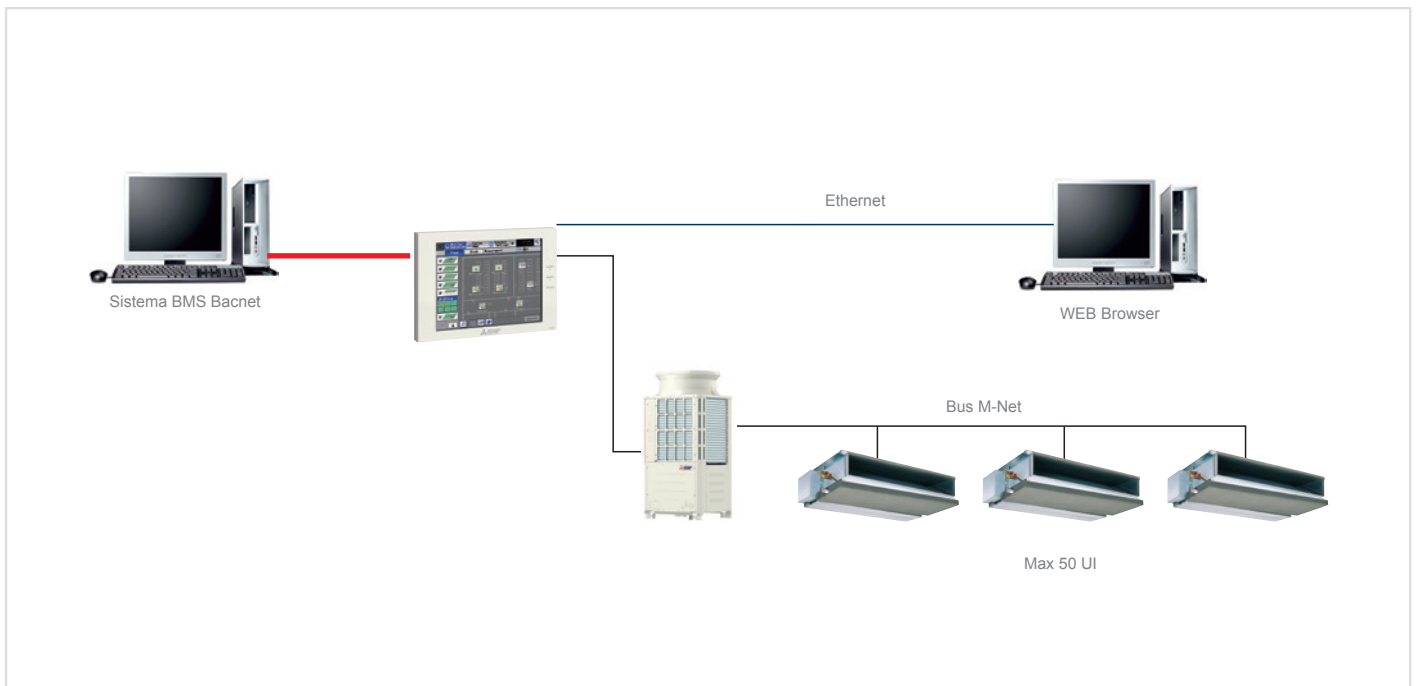 Ethernet
Sistema BMS Bacnet
WEB Browser
Bus M-Net
Max 50 UI